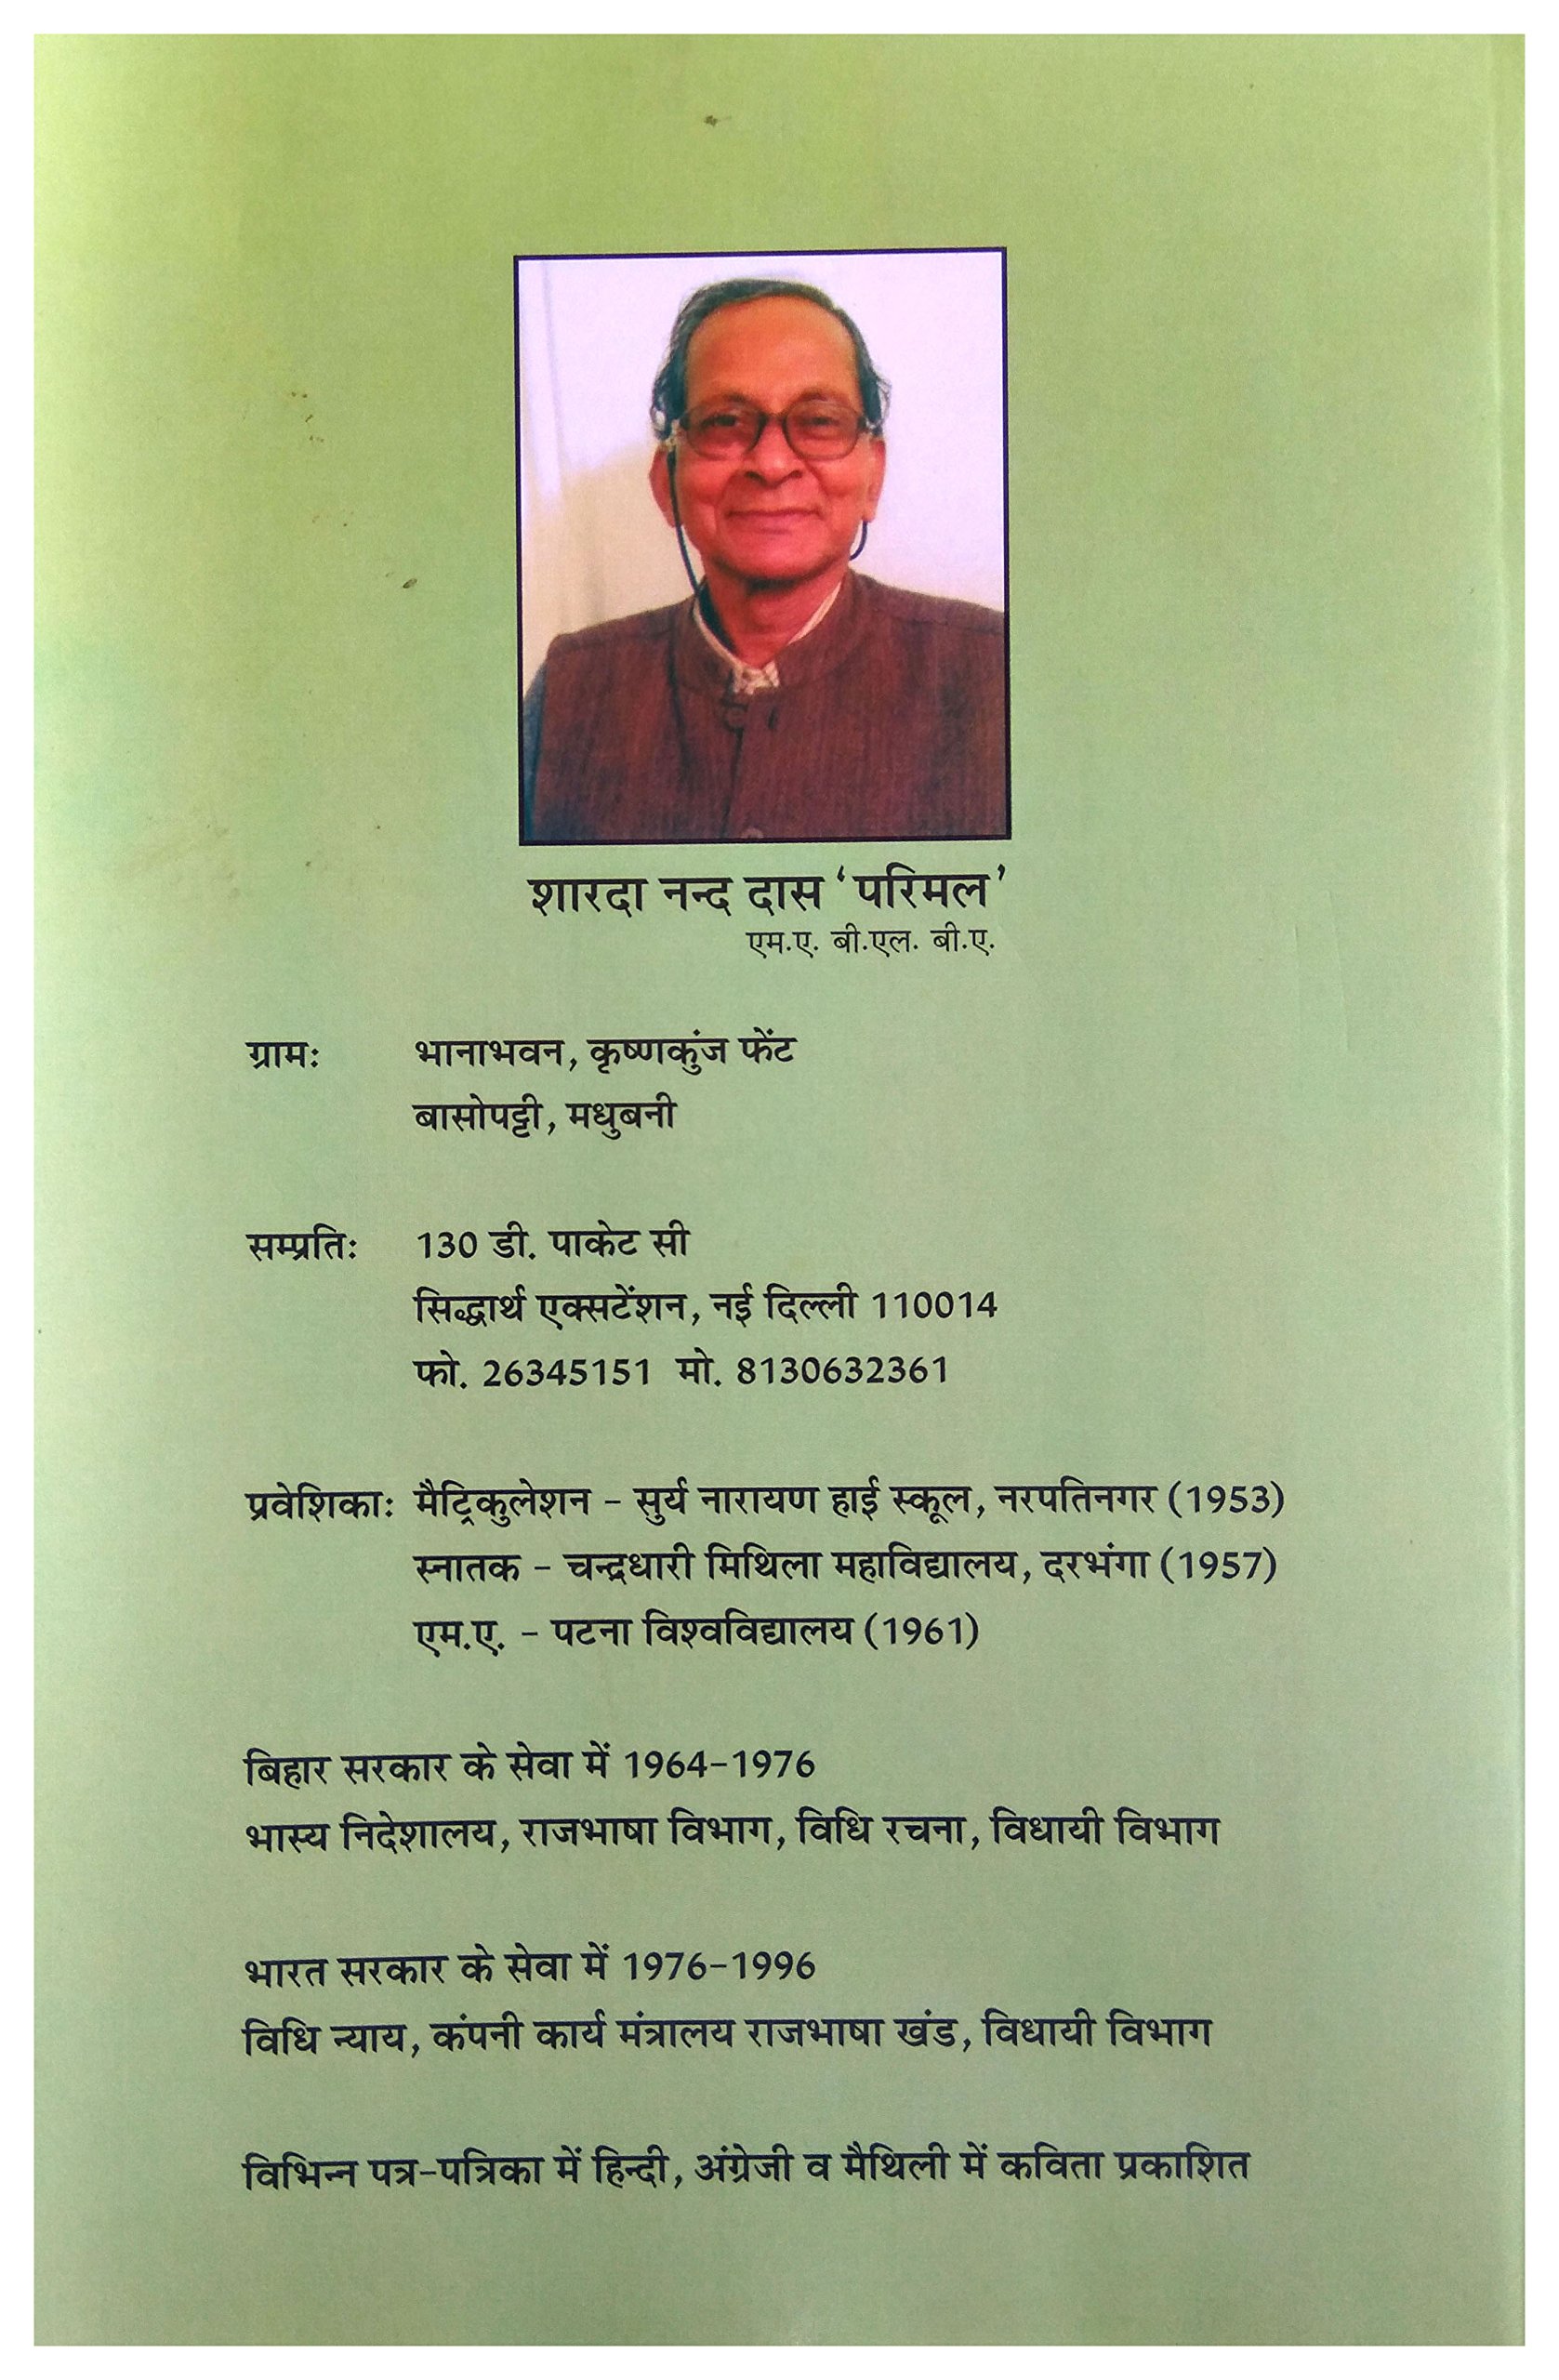 शारदा नन्द दास ‘परिमल’
एम.ए. बी.एल. बी.ए.
ग्रामः भानाभवन, कृष्णकुंज फेंट
बासोपट्टी, मधुबनी
सम्प्रतिः 130 डी. पाकेट सी
सिद्धार्थ एक्सटेंशन, नई दिल्ली 110014
फो. 26345151 मो. 8130632361
प्रवेशिकाः मैट्रिकुलेशन - सुर्य नारायण हाई स्कूल, नरपतिनगर (1953)
स्नातक - चन्द्रधारी मिथिला महाविद्यालय, दरभंगा (1957)
एम.ए. - पटना विश्वविद्यालय (1961)
बिहार सरकार के सेवा में 1964-1976
भास्य निदेशालय, राजभाषा विभाग, विधि रचना, विधायी विभाग
भारत सरकार के सेवा में 1976-1996
विधि न्याय, कंपनी कार्य मंत्रालय राजभाषा खंड, विधायी विभाग
विभिन्न पत्र-पत्रिका में हिन्दी, अंग्रेजी व मैथिली में कविता प्रकाशित